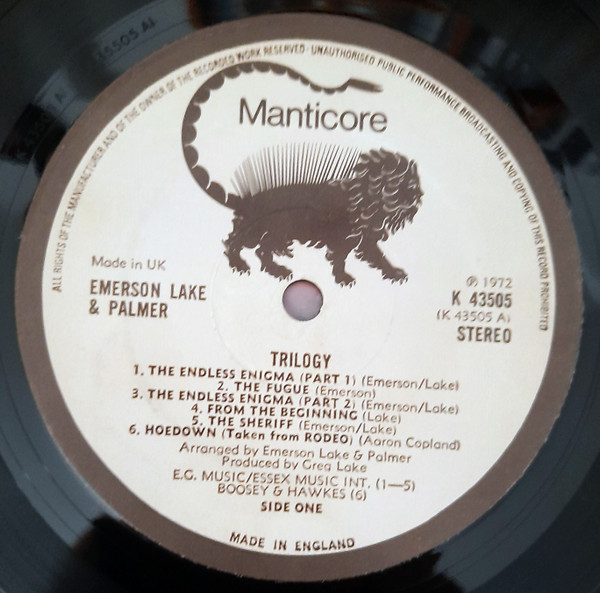 ALL RIGHTS OF THE MANUFACTURER AND OF THE OWNER OF THE RECORDED WORK RESERVED · UNAUTHORISED PUBLIC PERFORMANCE BROADCASTING AND COPYING OF THIS RECORD PROHIBITED
Manticore
Made in UK
EMERSON LAKE
& PALMER
℗ 1972
K 43505
(K 43505 A)
STEREO
TRILOGY
1. THE ENDLESS ENIGMA (PART 1) (Emerson/Lake)
2. THE FUGUE (Emerson)
3. THE ENDLESS ENIGMA (PART 2) (Emerson/Lake)
4. FROM THE BEGINNING (Lake)
5. THE SHERIFF (Emerson/Lake)
6. HOEDOWN (Taken from RODEO) (Aaron Copland)
Arranged by Emerson Lake & Palmer
Produced by Greg Lake
E.G. MUSIC/ESSEX MUSIC INT. (1—5)
BOOSEY & HAWKES (6)
SIDE ONE
MADE IN ENGLAND